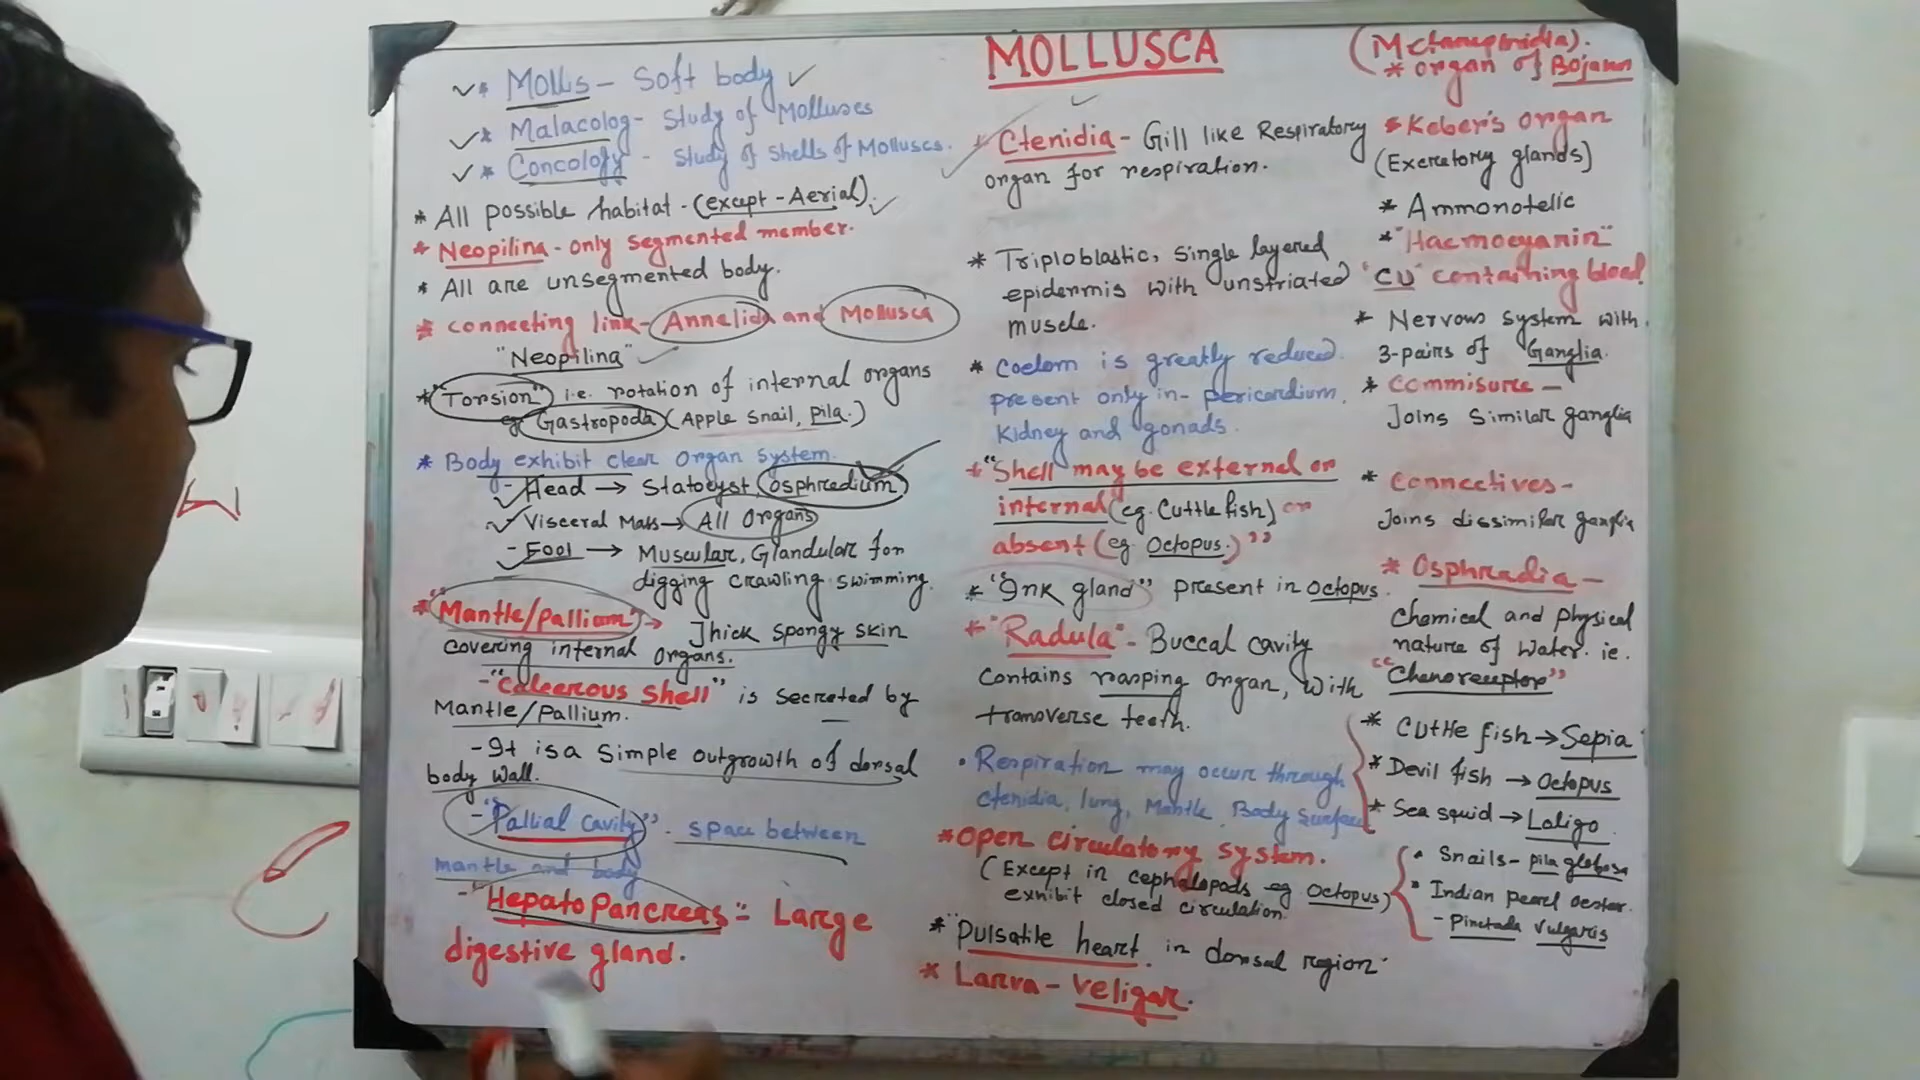 MOLLUSCA
* Mollis - Soft body
* Malacolog - Study of Molluscs
* Concology - Study of Shells of Molluscs.
* All possible habitat - (except - Aerial).
* Neopilina - only segmented member.
* All are unsegmented body.
* connecting link - Annelida and Mollusca
"Neopilina"
* "Torsion" i.e. rotation of internal organs
eg Gastropoda (Apple snail, pila.)
* Body exhibit clear organ system.
- Head → Statocyst, osphredium
- Visceral Mass → All Organs
- Foot → Muscular, Glandular for
digging crawling swimming.
* "Mantle/Pallium" → Thick spongy skin
covering internal organs.
- "calcerous shell" is secreted by
Mantle/Pallium.
- It is a simple outgrowth of dorsal
body wall.
- "Pallial cavity" - space between
mantle and body
- "Hepato Pancreas" = Large
digestive gland.
* Ctenidia - Gill like Respiratory
organ for respiration.
* Triploblastic, single layered
epidermis with unstriated
muscle.
* Coelom is greatly reduced.
present only in - pericardium,
Kidney and gonads.
* "Shell may be external or
internal (eg. Cuttle fish) or
absent (eg. Octopus.)"
* "Ink gland" present in octopus.
* "Radula" - Buccal cavity
contains rasping organ, with
transverse teeth.
• Respiration may occur through
ctenidia, lung, Mantle, Body Surface
* Open circulatory system.
(Except in cephalopods eg Octopus)
exhibit closed circulation.
* "Pulsatile heart in dorsal region.
* Larva - veligar.
(Metanephridia).
* organ of Bojanus
* Keber's organ
(Excretory glands)
* Ammonotelic
* "Haemocyanin"
"CU" containing blood
* Nervous system with
3-pairs of Ganglia.
* Commisure -
Joins similar ganglia
* Connectives -
Joins dissimilar ganglia
* Osphradia -
Chemical and physical
nature of water. ie.
"Chemoreceptor"
* Cuttle fish → Sepia
* Devil fish → Octopus
* Sea squid → Loligo
• Snails - pila globosa
• Indian pearl oester.
- Pinctada vulgaris